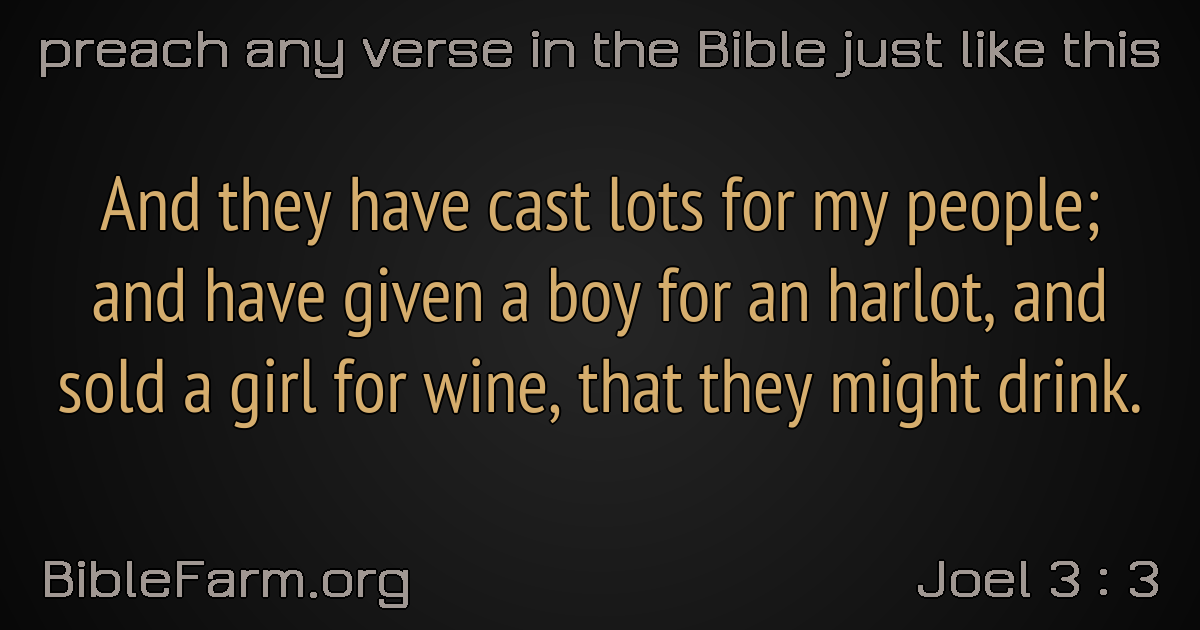 preach any verse in the Bible just like this
And they have cast lots for my people;
and have given a boy for an harlot, and
sold a girl for wine, that they might drink.
BibleFarm.org
Joel 3 : 3